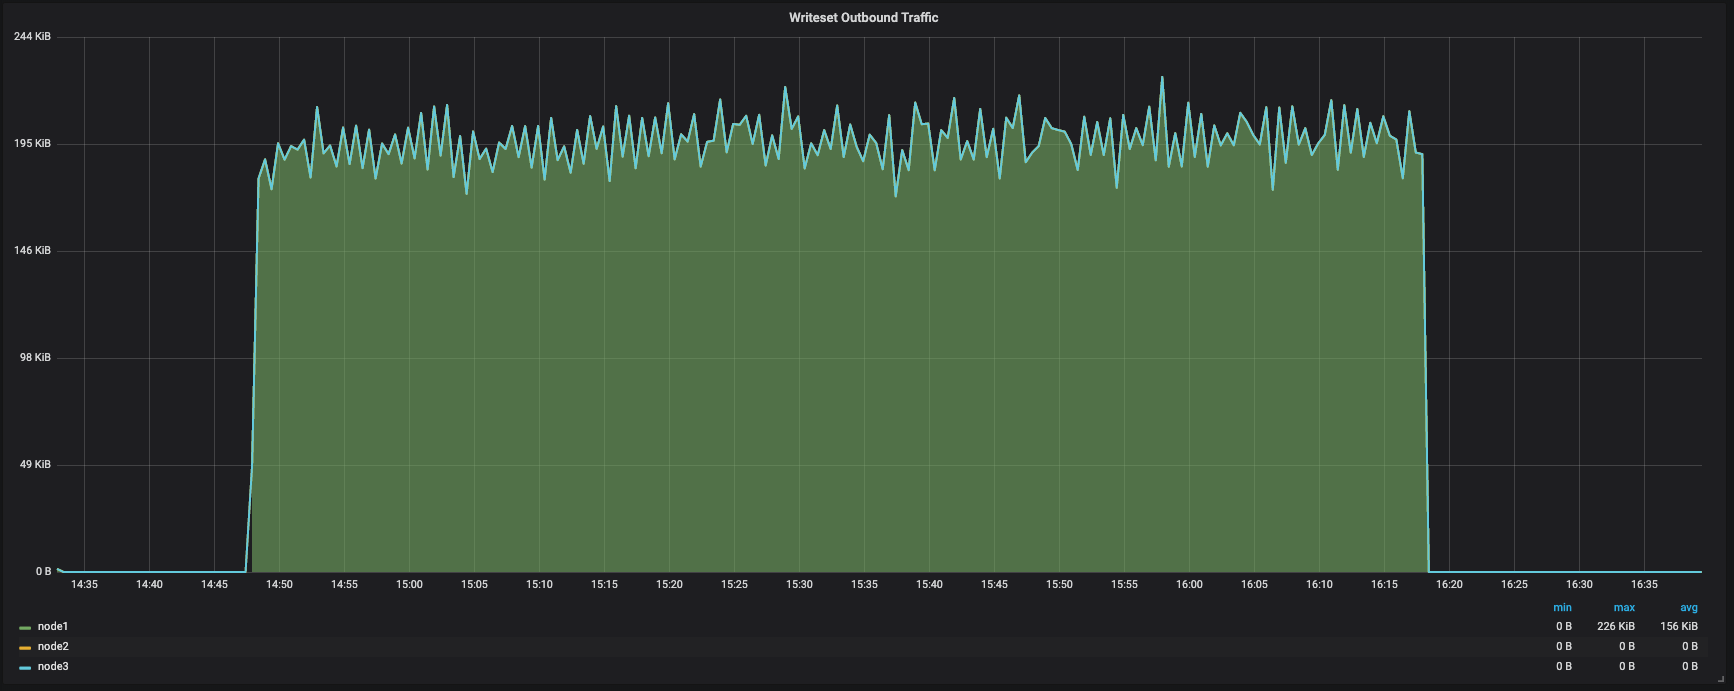 Writeset Outbound Traffic
244 KiB
195 KiB
146 KiB
98 KiB
49 KiB
0 B
14:35 14:40 14:45 14:50 14:55 15:00 15:05 15:10 15:15 15:20 15:25 15:30 15:35 15:40 15:45 15:50 15:55 16:00 16:05 16:10 16:15 16:20 16:25 16:30 16:35
min max avg
node1 0 B 226 KiB 156 KiB
node2 0 B 0 B 0 B
node3 0 B 0 B 0 B